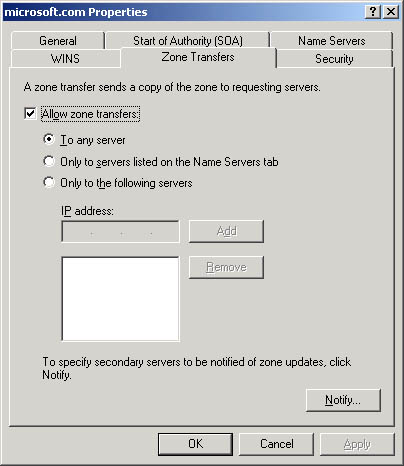 microsoft.com Properties
General Start of Authority (SOA) Name Servers
WINS Zone Transfers Security
A zone transfer sends a copy of the zone to requesting servers.
Allow zone transfers:
To any server
Only to servers listed on the Name Servers tab
Only to the following servers
IP address:
. . . Add
Remove
To specify secondary servers to be notified of zone updates, click
Notify.
Notify...
OK Cancel Apply